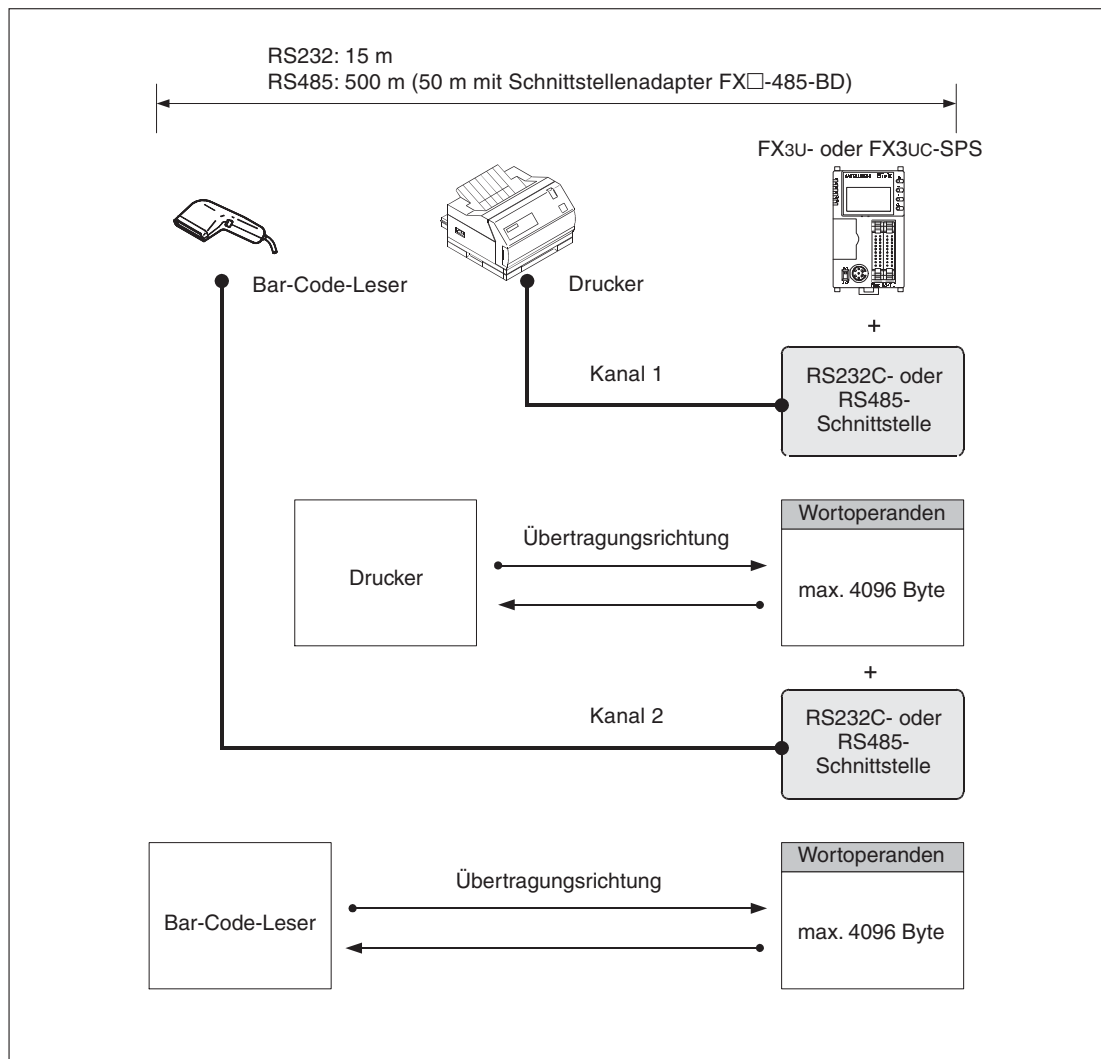 RS232: 15 m
RS485: 500 m (50 m mit Schnittstellenadapter FX□-485-BD)
FX3U- oder FX3UC-SPS
Bar-Code-Leser
Drucker
+
Kanal 1
RS232C- oder
RS485-
Schnittstelle
Wortoperanden
Übertragungsrichtung
Drucker
max. 4096 Byte
+
Kanal 2
RS232C- oder
RS485-
Schnittstelle
Wortoperanden
Übertragungsrichtung
Bar-Code-Leser
max. 4096 Byte